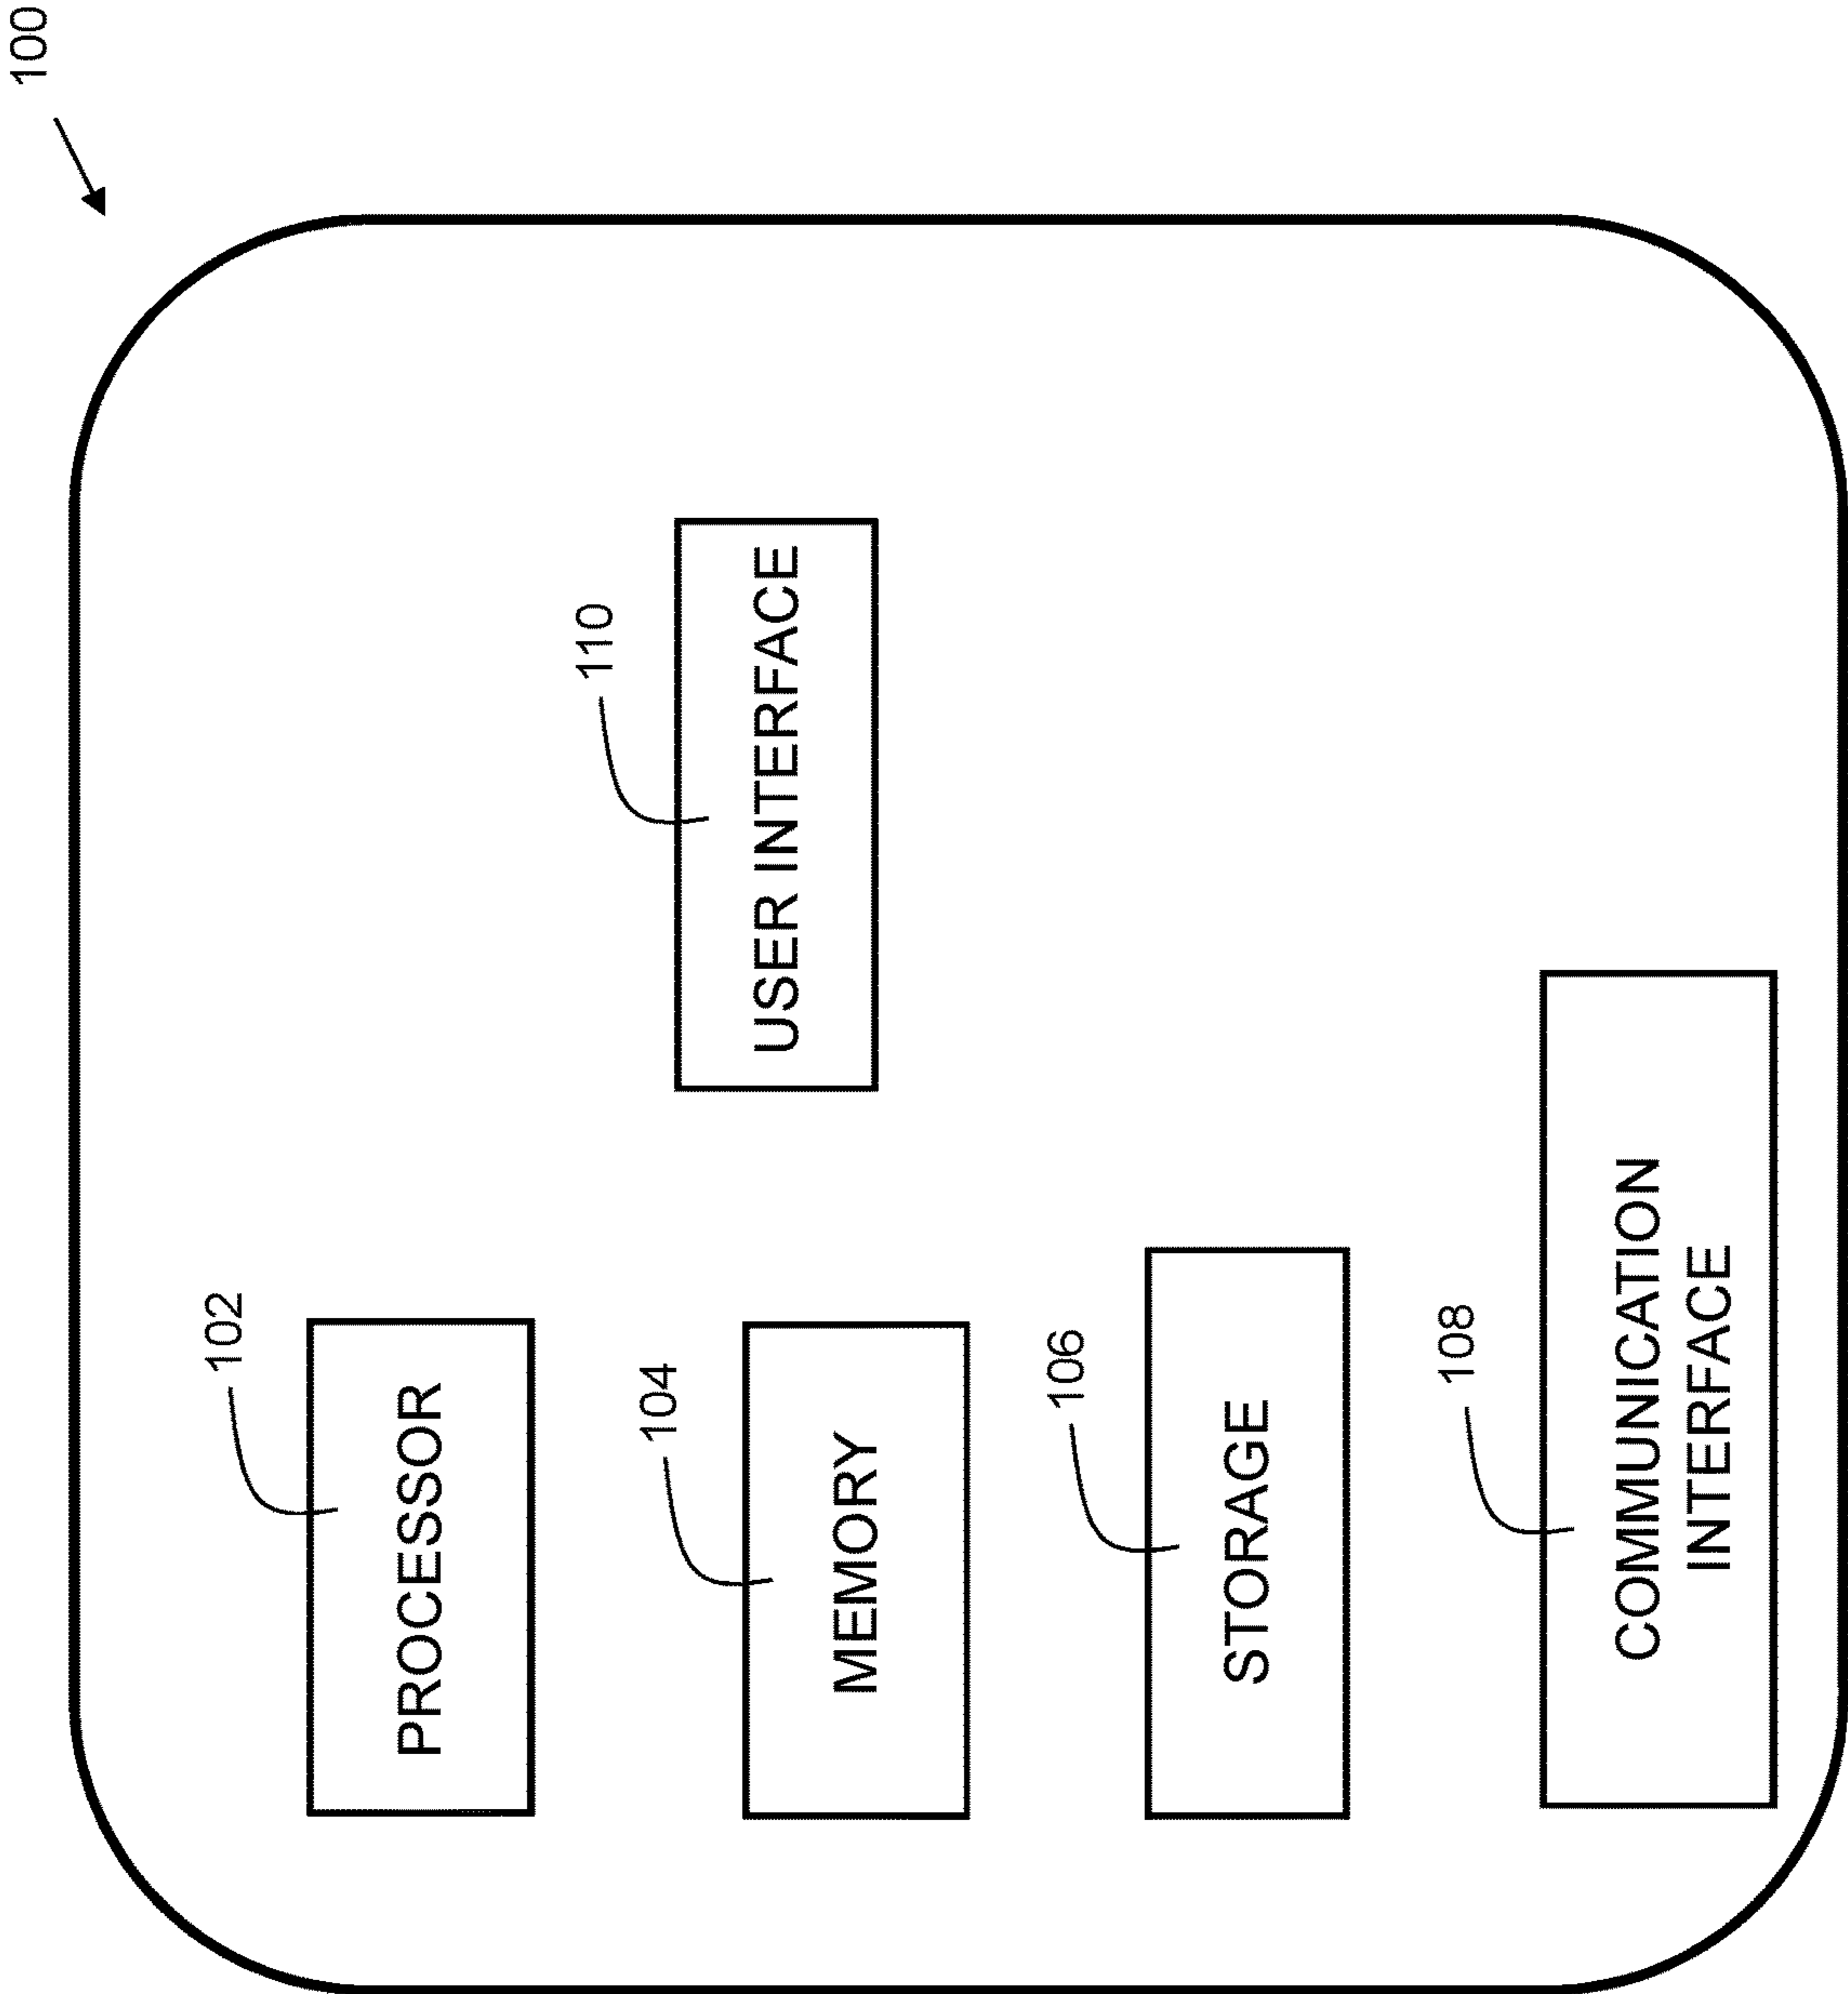 100
102
PROCESSOR
104
MEMORY
110
USER INTERFACE
106
STORAGE
108
COMMUNICATION
INTERFACE